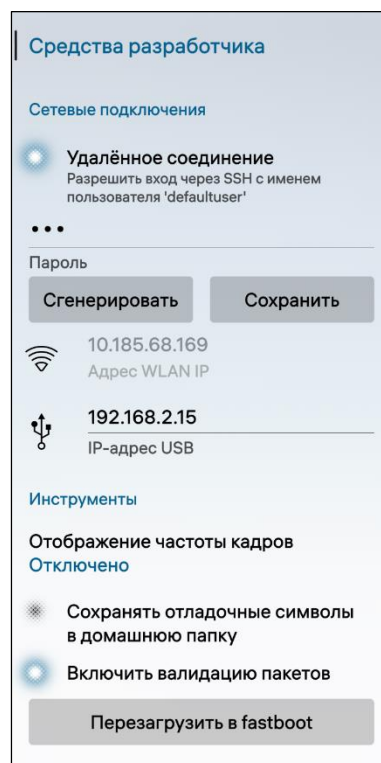 Средства разработчика
Сетевые подключения
Удалённое соединение
Разрешить вход через SSH с именем
пользователя 'defaultuser'
•••
Пароль
Сгенерировать Сохранить
10.185.68.169
Адрес WLAN IP
192.168.2.15
IP-адрес USB
Инструменты
Отображение частоты кадров
Отключено
Сохранять отладочные символы
в домашнюю папку
Включить валидацию пакетов
Перезагрузить в fastboot